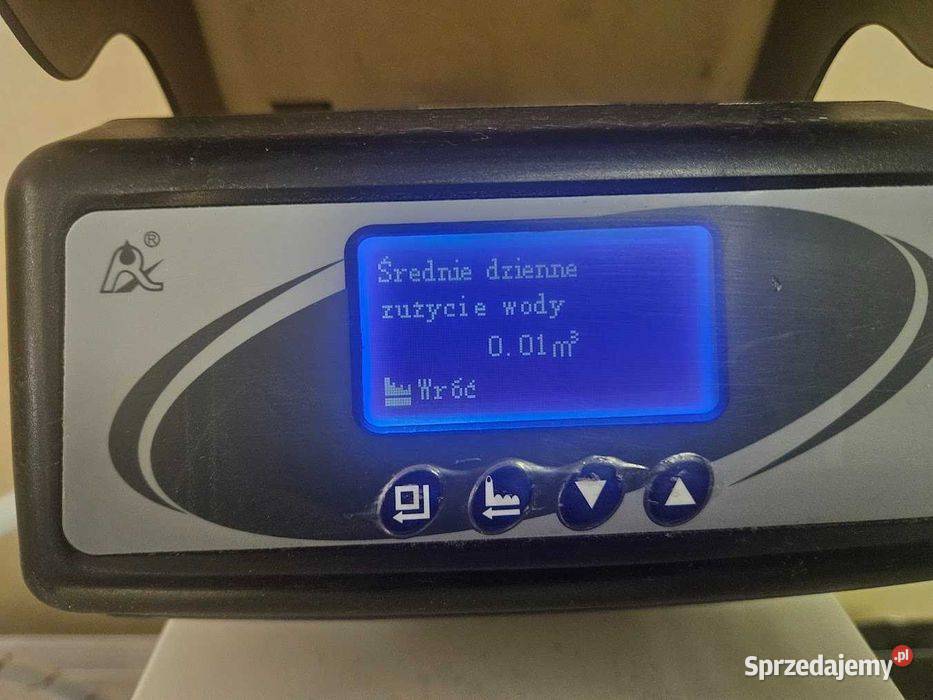 Średnie dzienne
zużycie wody
0.01m³
Wróć
®
Sprzedajemy.pl